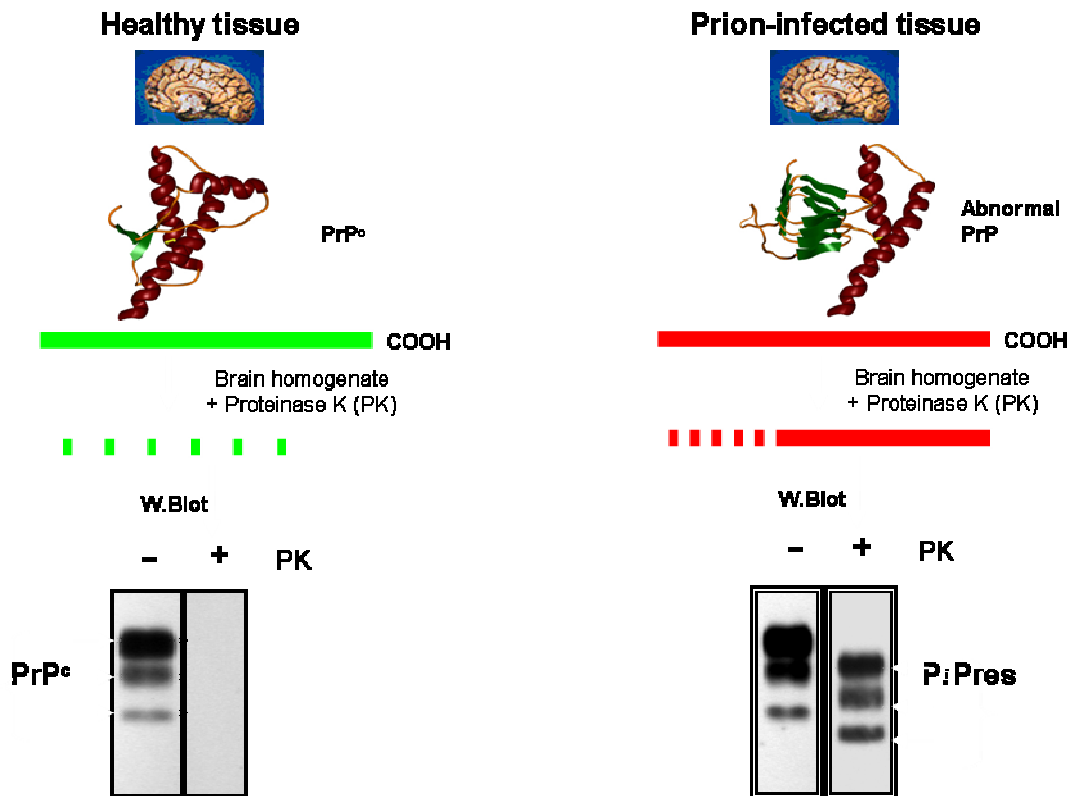 Healthy tissue
PrPᶜ
COOH
Brain homogenate
+ Proteinase K (PK)
W.Blot
- + PK
PrPᶜ
Prion-infected tissue
Abnormal
PrP
COOH
Brain homogenate
+ Proteinase K (PK)
W.Blot
- + PK
PiPres